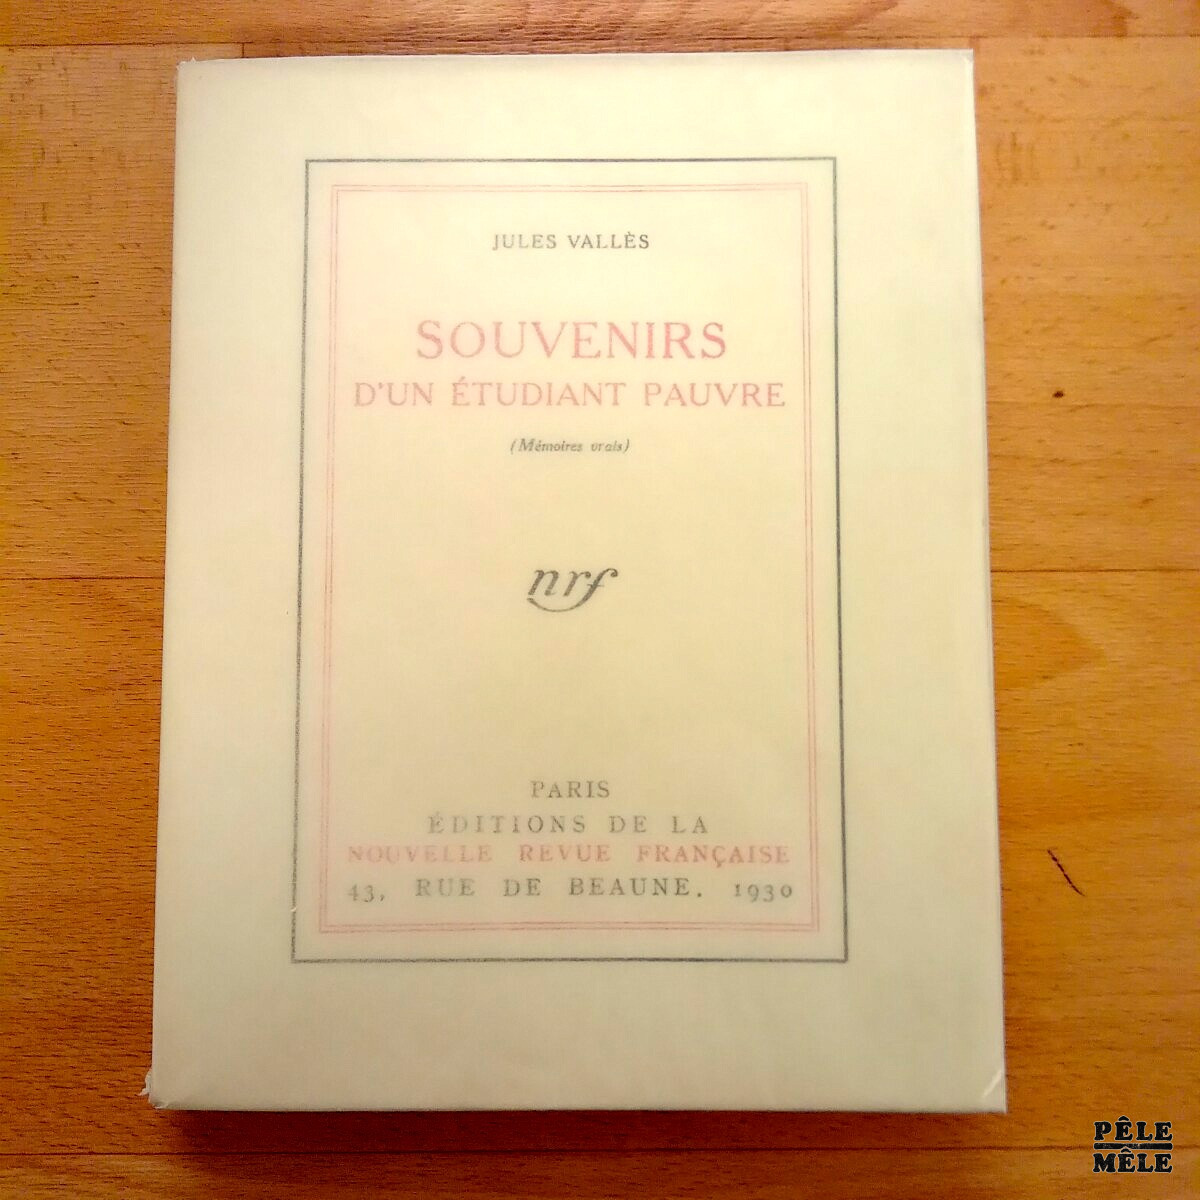 JULES VALLÈS
SOUVENIRS
D'UN ÉTUDIANT PAUVRE
(Mémoires vrais)
nrf
PARIS
ÉDITIONS DE LA
NOUVELLE REVUE FRANÇAISE
43, RUE DE BEAUNE. 1930
PÊLE
MÊLE